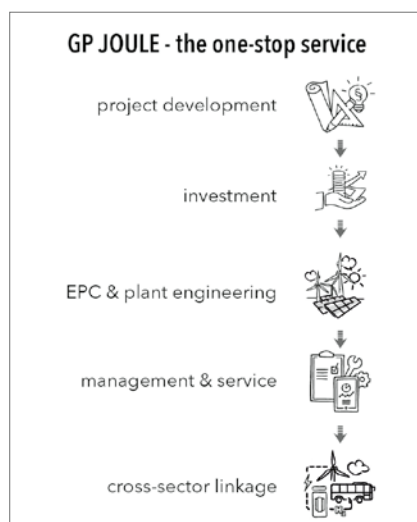 GP JOULE - the one-stop service
project development
investment
EPC & plant engineering
management & service
cross-sector linkage